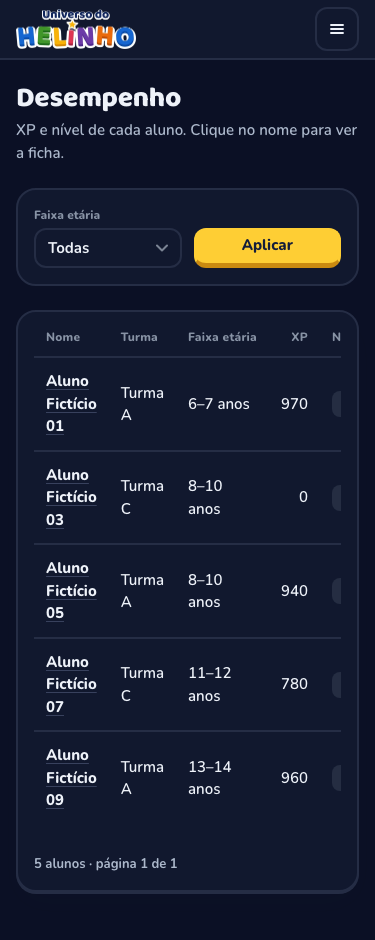 Universo do
HELINHO
Desempenho
XP e nível de cada aluno. Clique no nome para ver
a ficha.
Faixa etária
Todas
Aplicar
Nome Turma Faixa etária XP N
Aluno Fictício 01 Turma A 6–7 anos 970
Aluno Fictício 03 Turma C 8–10 anos 0
Aluno Fictício 05 Turma A 8–10 anos 940
Aluno Fictício 07 Turma C 11–12 anos 780
Aluno Fictício 09 Turma A 13–14 anos 960
5 alunos · página 1 de 1